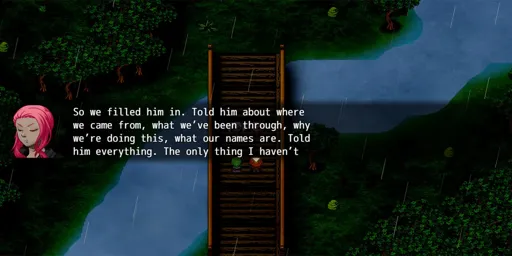 So we filled him in. Told him about where
we came from, what we've been through, why
we're doing this, what our names are. Told
him everything. The only thing I haven't